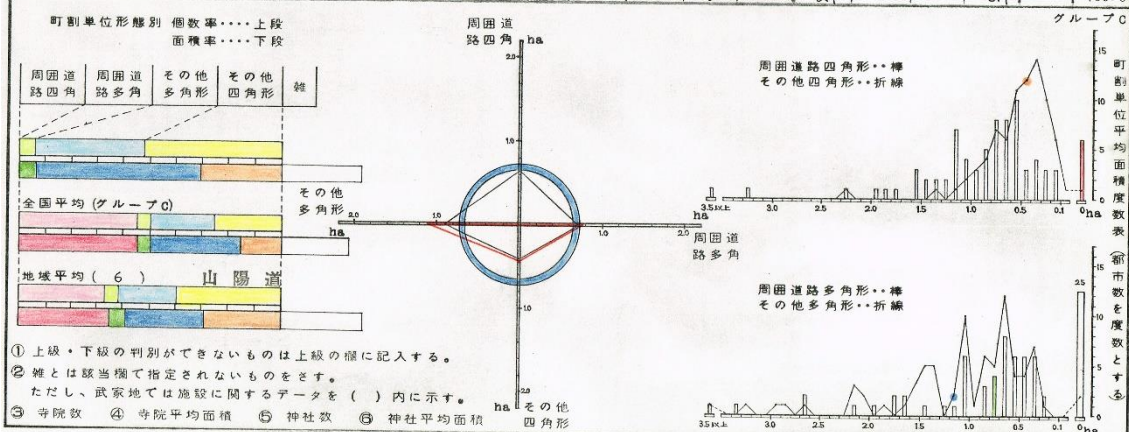 町割単位形態別 個数率・・・・上段
面積率・・・・下段
周囲道路四角
周囲道路多角
その他多角形
その他四角形
雑
全国平均(グループC)
地域平均( 6 ) 山陽道
① 上級・下級の判別ができないものは上級の欄に記入する。
② 雑とは該当欄で指定されないものをさす。
ただし、武家地では施設に関するデータを( )内に示す。
③ 寺院数 ④ 寺院平均面積 ⑤ 神社数 ⑥ 神社平均面積
周囲道路四角
ha
2.0
1.0
その他多角形
2.0
1.0
ha
1.0
2.0
ha
周囲道路多角
1.0
2.0
ha
その他四角形
グループC
周囲道路四角形・・棒
その他四角形・・折線
15
10
5
0
3.5以上 3.0 2.5 2.0 1.5 1.0 0.5 0.1 0 ha
周囲道路多角形・・棒
その他多角形・・折線
25
15
10
5
0
3.5以上 3.0 2.5 2.0 1.5 1.0 0.5 0.1 0 ha
町割単位平均面積度数表(都市数を度数とする)